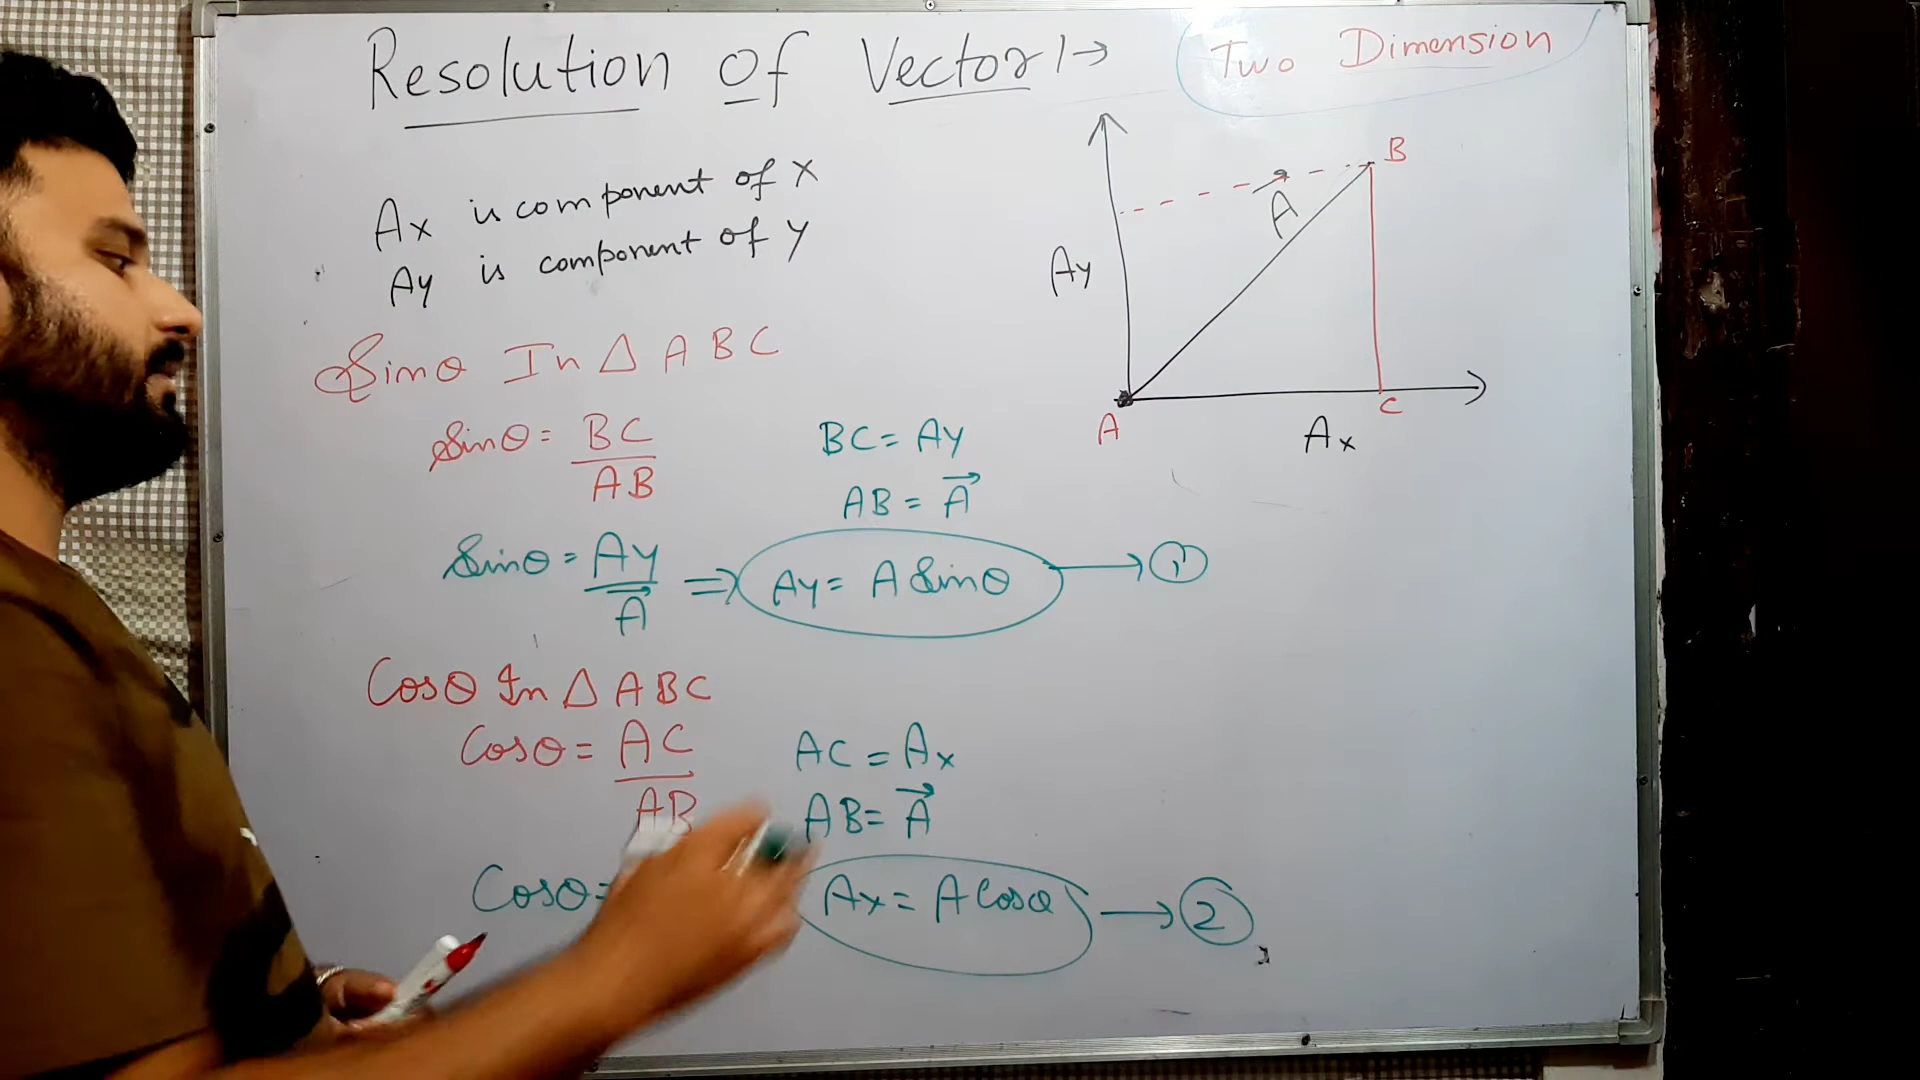 Resolution Of Vector :→ Two Dimension
Ax is component of x
Ay is component of y
B
A⃗
Ay
A
C
Ax
Sinθ In Δ ABC
Sinθ = BC/AB
BC = Ay
AB = A⃗
Sinθ = Ay/A⃗ ⇒ Ay = A Sinθ → 1
Cosθ In Δ ABC
Cosθ = AC/AB
AC = Ax
AB = A⃗
Cosθ =
Ax = A Cosθ → 2